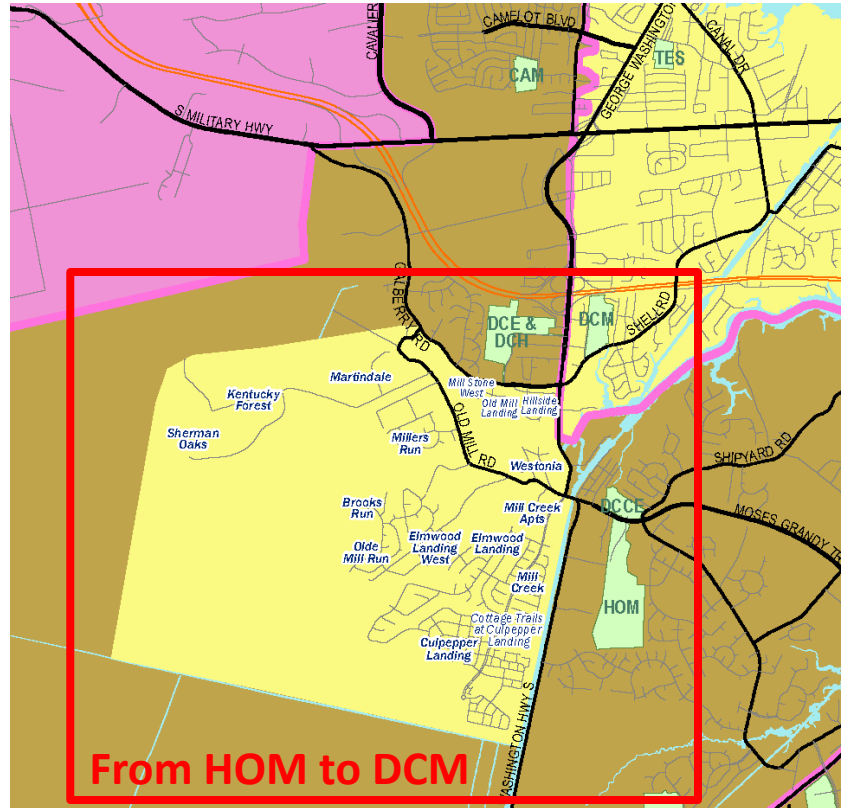 CAMELOT BLVD
CAVALIER
GEORGE WASHINGTON
CANAL DR
TES
CAM
S MILITARY HWY
GALBERRY RD
DCE &
DCH
DCM
SHELL RD
Martindale
Mill Stone
West
Old Mill
Landing
Hillside
Landing
Kentucky
Forest
Sherman
Oaks
Millers
Run
OLD MILL RD
Westonia
SHIPYARD RD
Brooks
Run
Mill Creek
Apts
DCCE
MOSES GRANDY
Olde
Mill Run
Elmwood
Landing
West
Elmwood
Landing
Mill
Creek
HOM
Cottage Trails
at Culpepper
Landing
Culpepper
Landing
WASHINGTON HWY S
From HOM to DCM